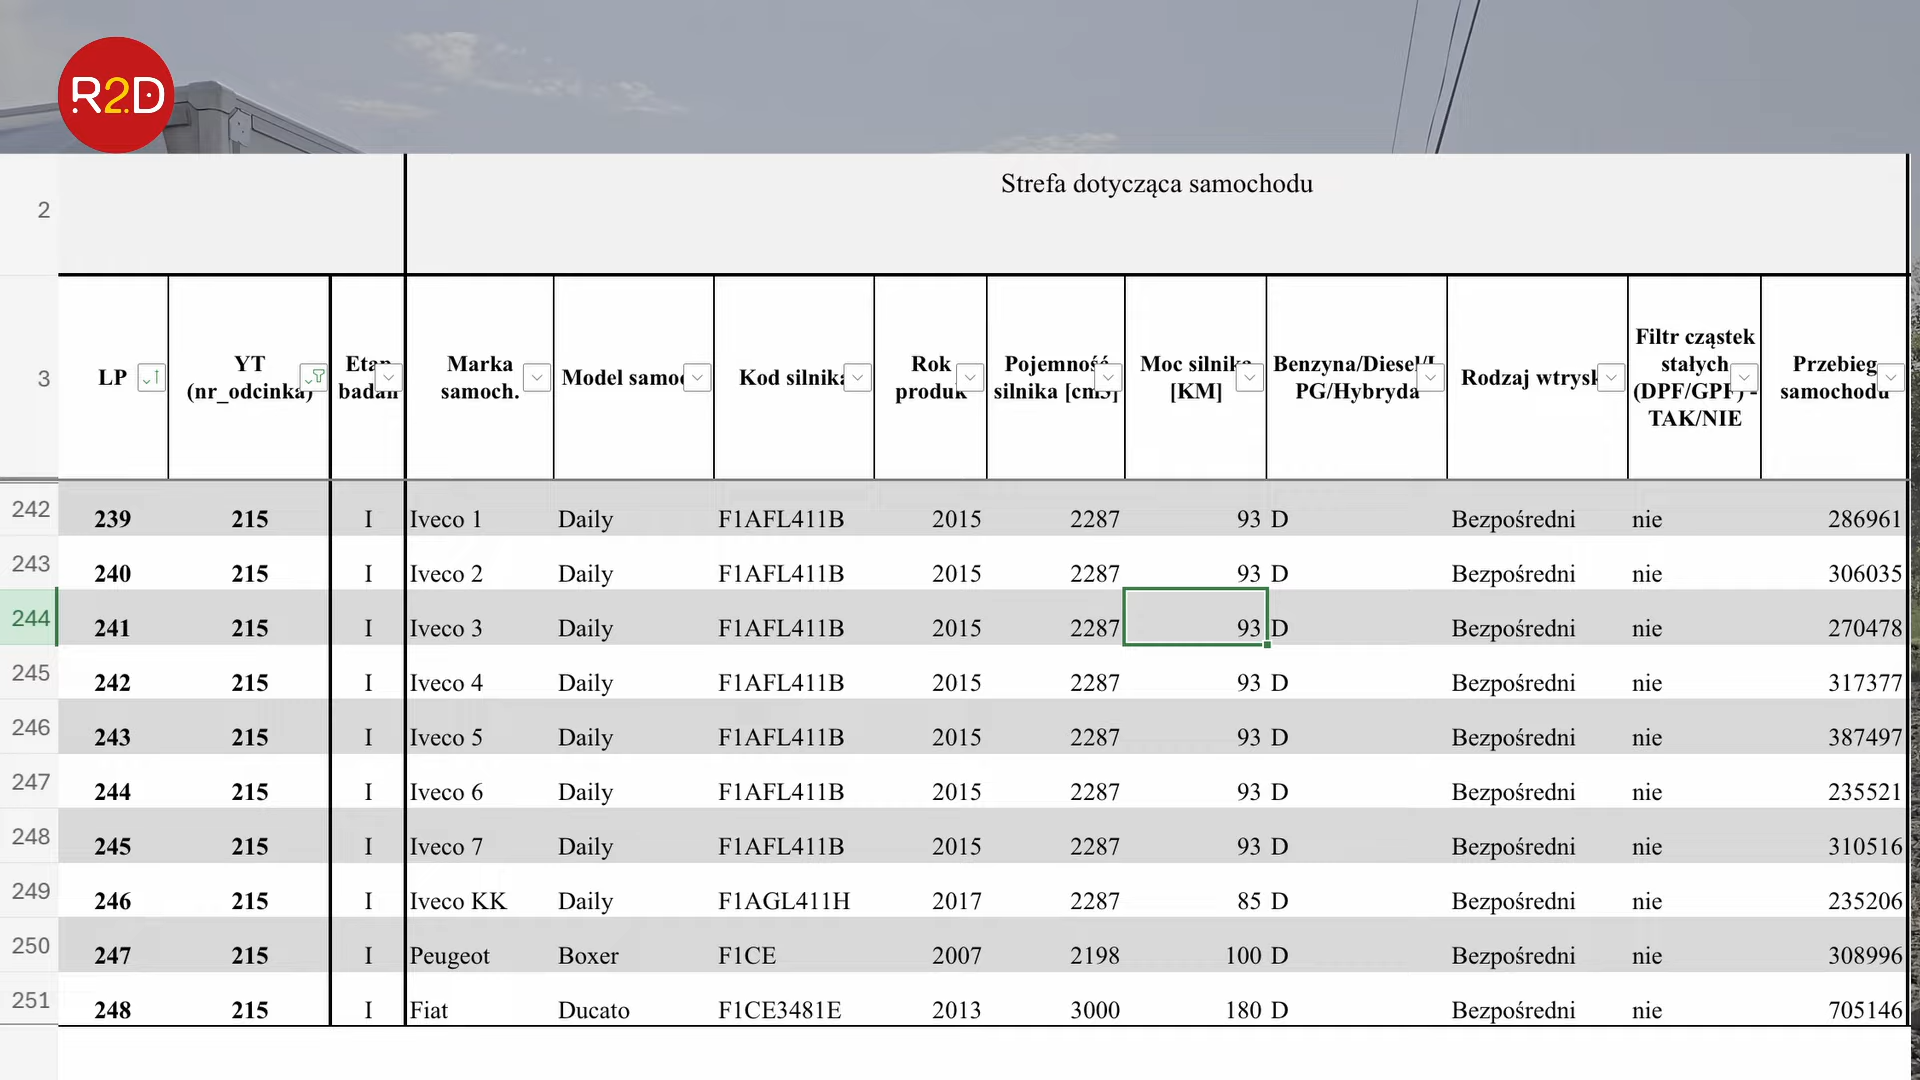 R2D
2 Strefa dotycząca samochodu
3 LP YT (nr_odcinka) Etap badań Marka samoch. Model samoc Kod silnika Rok produk Pojemność silnika [cm3] Moc silnika [KM] Benzyna/Diesel/L PG/Hybryda Rodzaj wtrysk Filtr cząstek stałych (DPF/GPF) - TAK/NIE Przebieg samochodu
242 239 215 I Iveco 1 Daily F1AFL411B 2015 2287 93 D Bezpośredni nie 286961
243 240 215 I Iveco 2 Daily F1AFL411B 2015 2287 93 D Bezpośredni nie 306035
244 241 215 I Iveco 3 Daily F1AFL411B 2015 2287 93 D Bezpośredni nie 270478
245 242 215 I Iveco 4 Daily F1AFL411B 2015 2287 93 D Bezpośredni nie 317377
246 243 215 I Iveco 5 Daily F1AFL411B 2015 2287 93 D Bezpośredni nie 387497
247 244 215 I Iveco 6 Daily F1AFL411B 2015 2287 93 D Bezpośredni nie 235521
248 245 215 I Iveco 7 Daily F1AFL411B 2015 2287 93 D Bezpośredni nie 310516
249 246 215 I Iveco KK Daily F1AGL411H 2017 2287 85 D Bezpośredni nie 235206
250 247 215 I Peugeot Boxer F1CE 2007 2198 100 D Bezpośredni nie 308996
251 248 215 I Fiat Ducato F1CE3481E 2013 3000 180 D Bezpośredni nie 705146